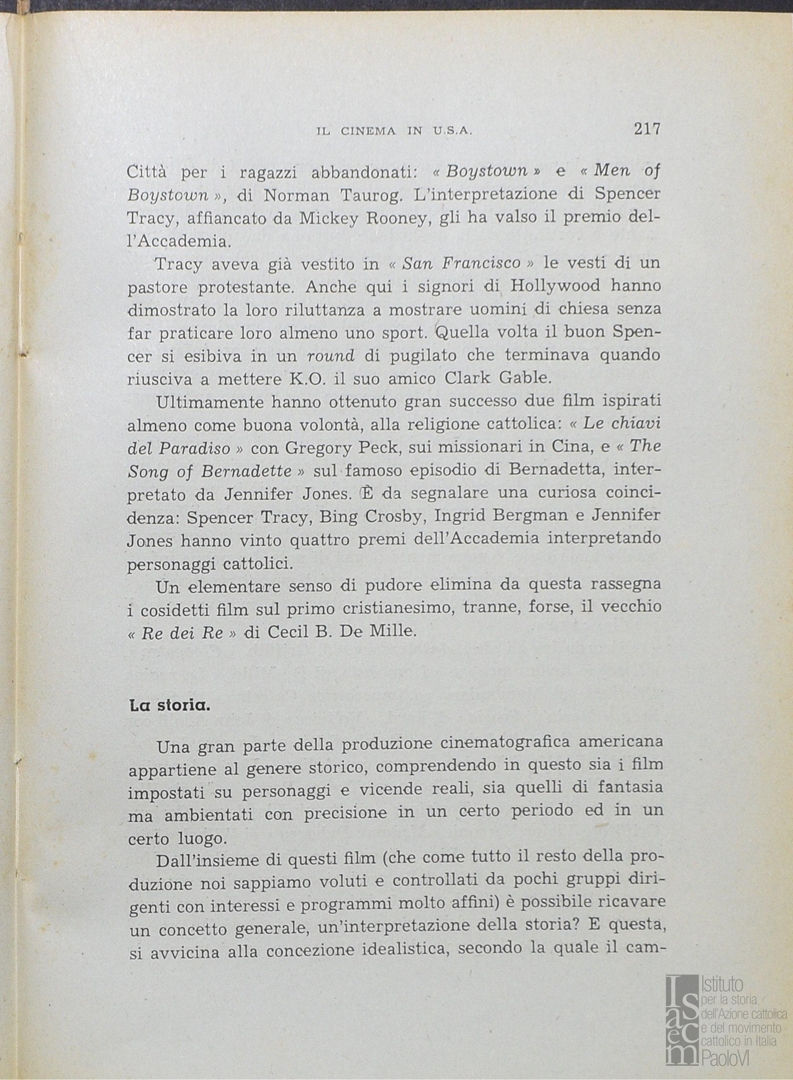 IL CINEMA IN U.S.A. 217
Città per i ragazzi abbandonati: « Boystown » e « Men of
Boystown », di Norman Taurog. L'interpretazione di Spencer
Tracy, affiancato da Mickey Rooney, gli ha valso il premio del-
l'Accademia.
Tracy aveva già vestito in « San Francisco » le vesti di un
pastore protestante. Anche qui i signori di Hollywood hanno
dimostrato la loro riluttanza a mostrare uomini di chiesa senza
far praticare loro almeno uno sport. Quella volta il buon Spen-
cer si esibiva in un round di pugilato che terminava quando
riusciva a mettere K.O. il suo amico Clark Gable.
Ultimamente hanno ottenuto gran successo due film ispirati
almeno come buona volontà, alla religione cattolica: « Le chiavi
del Paradiso » con Gregory Peck, sui missionari in Cina, e « The
Song of Bernadette » sul famoso episodio di Bernadetta, inter-
pretato da Jennifer Jones. È da segnalare una curiosa coinci-
denza: Spencer Tracy, Bing Crosby, Ingrid Bergman e Jennifer
Jones hanno vinto quattro premi dell'Accademia interpretando
personaggi cattolici.
Un elementare senso di pudore elimina da questa rassegna
i cosidetti film sul primo cristianesimo, tranne, forse, il vecchio
« Re dei Re » di Cecil B. De Mille.
La storia.
Una gran parte della produzione cinematografica americana
appartiene al genere storico, comprendendo in questo sia i film
impostati su personaggi e vicende reali, sia quelli di fantasia
ma ambientati con precisione in un certo periodo ed in un
certo luogo.
Dall'insieme di questi film (che come tutto il resto della pro-
duzione noi sappiamo voluti e controllati da pochi gruppi diri-
genti con interessi e programmi molto affini) è possibile ricavare
un concetto generale, un'interpretazione della storia? E questa,
si avvicina alla concezione idealistica, secondo la quale il cam-
Isacem
Istituto
per la storia
dell'Azione cattolica
e del movimento
cattolico in Italia
PaoloVI